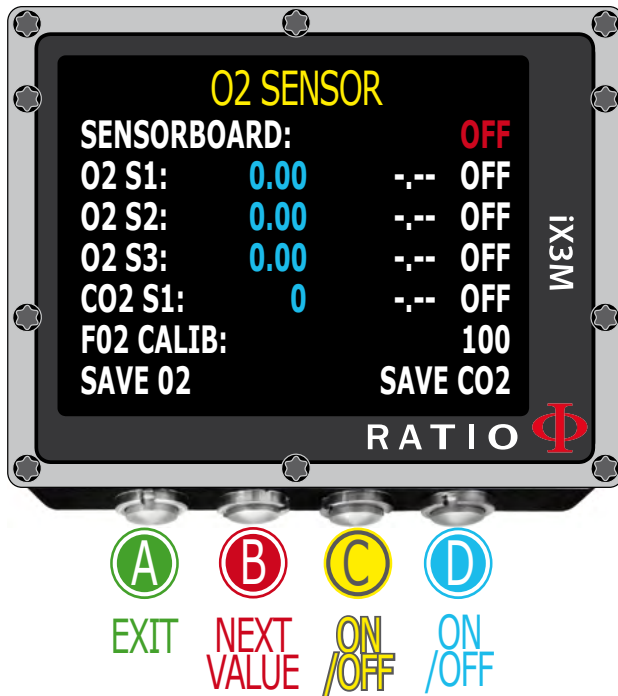 O2 SENSOR
SENSORBOARD: OFF
O2 S1: 0.00 -.-- OFF
O2 S2: 0.00 -.-- OFF
O2 S3: 0.00 -.-- OFF
CO2 S1: 0 -.-- OFF
FO2 CALIB: 100
SAVE 02 SAVE CO2
iX3M
RATIO
A B C D
EXIT NEXT ON ON
VALUE /OFF /OFF